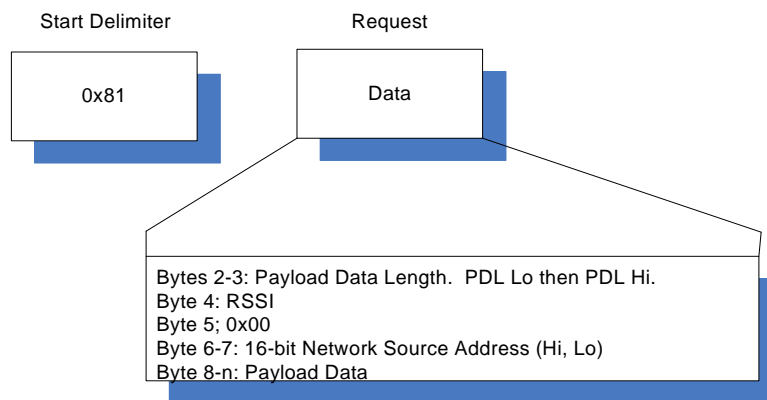 Start Delimiter
Request
0x81
Data
Bytes 2-3: Payload Data Length.  PDL Lo then PDL Hi.
Byte 4: RSSI
Byte 5; 0x00
Byte 6-7: 16-bit Network Source Address (Hi, Lo)
Byte 8-n: Payload Data